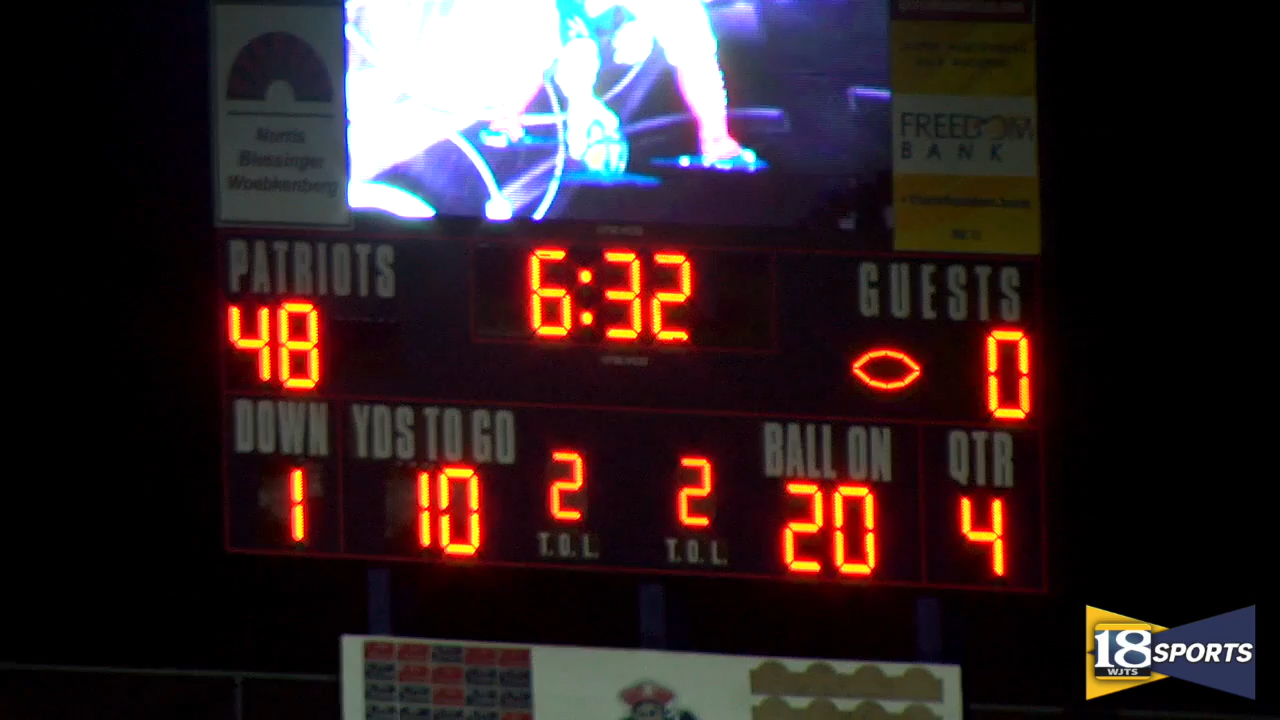 Norris
Blessinger
Woebkenberg
FREEDOM
BANK
PATRIOTS
6:32
GUESTS
48
0
DOWN
YDS TO GO
BALL ON
QTR
1
10
2
2
20
4
T.O.L.
T.O.L.
18 SPORTS
WJTS